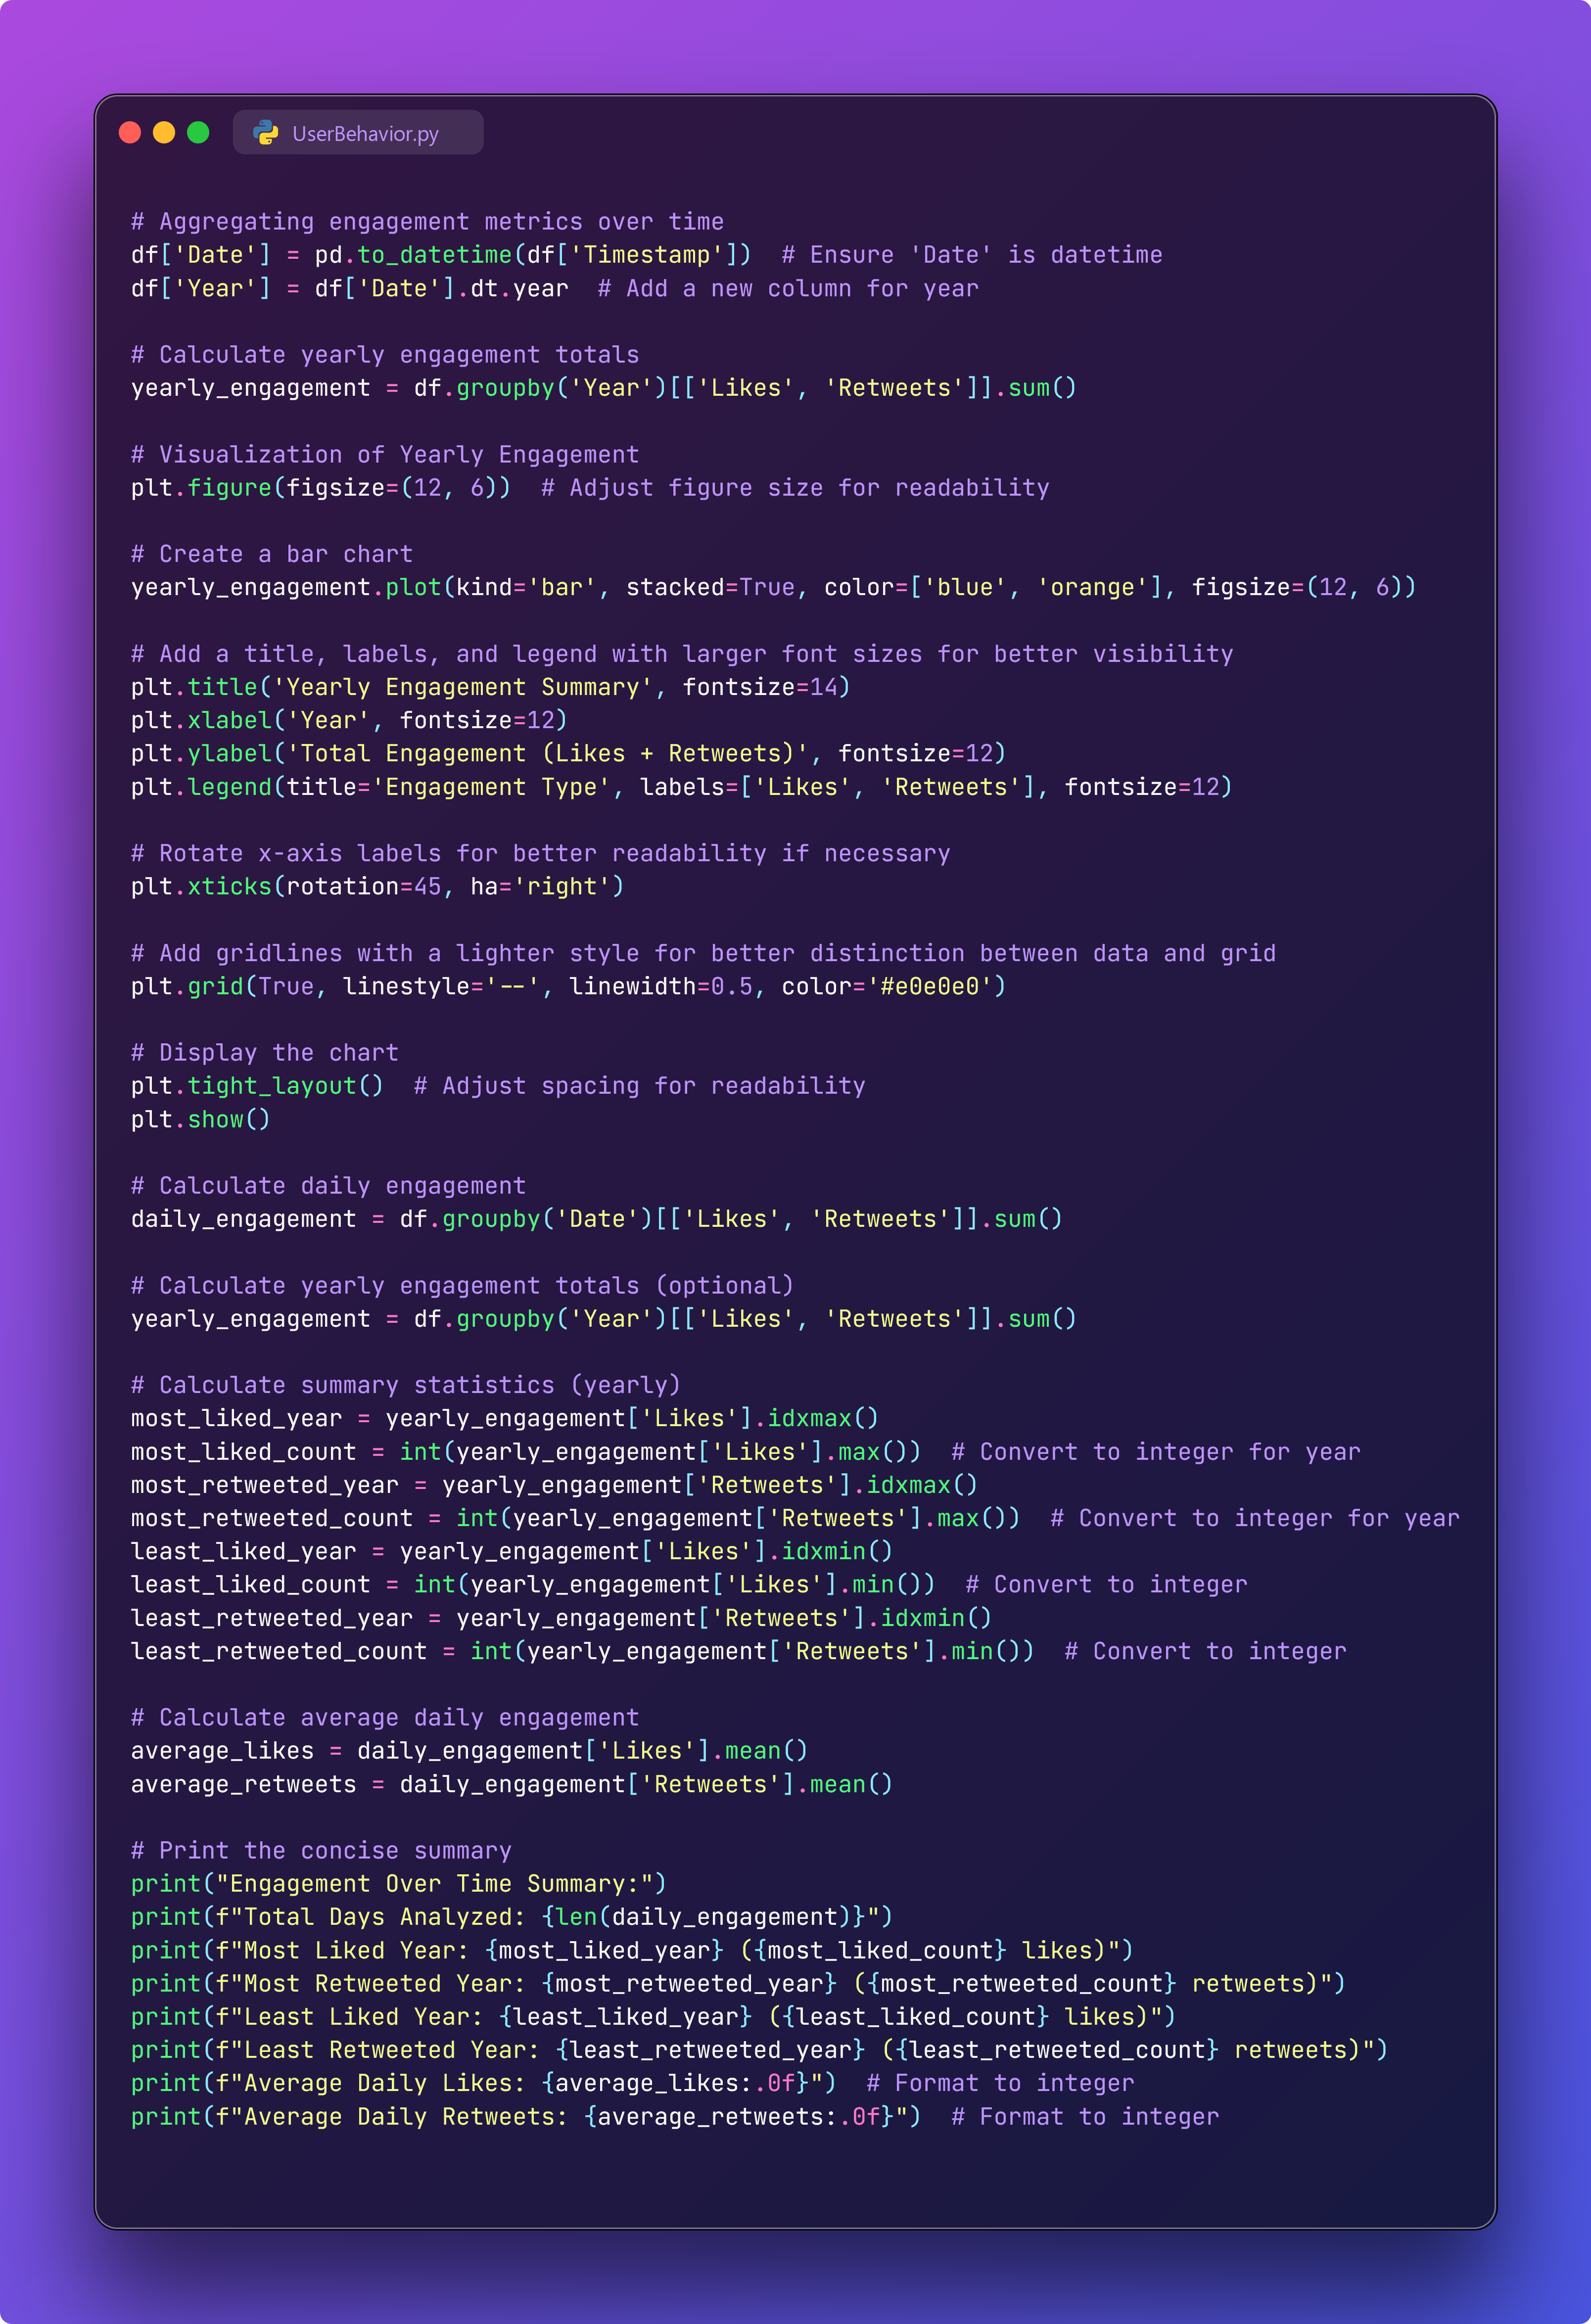 UserBehavior.py
# Aggregating engagement metrics over time
df['Date'] = pd.to_datetime(df['Timestamp'])  # Ensure 'Date' is datetime
df['Year'] = df['Date'].dt.year  # Add a new column for year

# Calculate yearly engagement totals
yearly_engagement = df.groupby('Year')[['Likes', 'Retweets']].sum()

# Visualization of Yearly Engagement
plt.figure(figsize=(12, 6))  # Adjust figure size for readability

# Create a bar chart
yearly_engagement.plot(kind='bar', stacked=True, color=['blue', 'orange'], figsize=(12, 6))

# Add a title, labels, and legend with larger font sizes for better visibility
plt.title('Yearly Engagement Summary', fontsize=14)
plt.xlabel('Year', fontsize=12)
plt.ylabel('Total Engagement (Likes + Retweets)', fontsize=12)
plt.legend(title='Engagement Type', labels=['Likes', 'Retweets'], fontsize=12)

# Rotate x-axis labels for better readability if necessary
plt.xticks(rotation=45, ha='right')

# Add gridlines with a lighter style for better distinction between data and grid
plt.grid(True, linestyle='--', linewidth=0.5, color='#e0e0e0')

# Display the chart
plt.tight_layout()  # Adjust spacing for readability
plt.show()

# Calculate daily engagement
daily_engagement = df.groupby('Date')[['Likes', 'Retweets']].sum()

# Calculate yearly engagement totals (optional)
yearly_engagement = df.groupby('Year')[['Likes', 'Retweets']].sum()

# Calculate summary statistics (yearly)
most_liked_year = yearly_engagement['Likes'].idxmax()
most_liked_count = int(yearly_engagement['Likes'].max())  # Convert to integer for year
most_retweeted_year = yearly_engagement['Retweets'].idxmax()
most_retweeted_count = int(yearly_engagement['Retweets'].max())  # Convert to integer for year
least_liked_year = yearly_engagement['Likes'].idxmin()
least_liked_count = int(yearly_engagement['Likes'].min())  # Convert to integer
least_retweeted_year = yearly_engagement['Retweets'].idxmin()
least_retweeted_count = int(yearly_engagement['Retweets'].min())  # Convert to integer

# Calculate average daily engagement
average_likes = daily_engagement['Likes'].mean()
average_retweets = daily_engagement['Retweets'].mean()

# Print the concise summary
print("Engagement Over Time Summary:")
print(f"Total Days Analyzed: {len(daily_engagement)}")
print(f"Most Liked Year: {most_liked_year} ({most_liked_count} likes)")
print(f"Most Retweeted Year: {most_retweeted_year} ({most_retweeted_count} retweets)")
print(f"Least Liked Year: {least_liked_year} ({least_liked_count} likes)")
print(f"Least Retweeted Year: {least_retweeted_year} ({least_retweeted_count} retweets)")
print(f"Average Daily Likes: {average_likes:.0f}")  # Format to integer
print(f"Average Daily Retweets: {average_retweets:.0f}")  # Format to integer